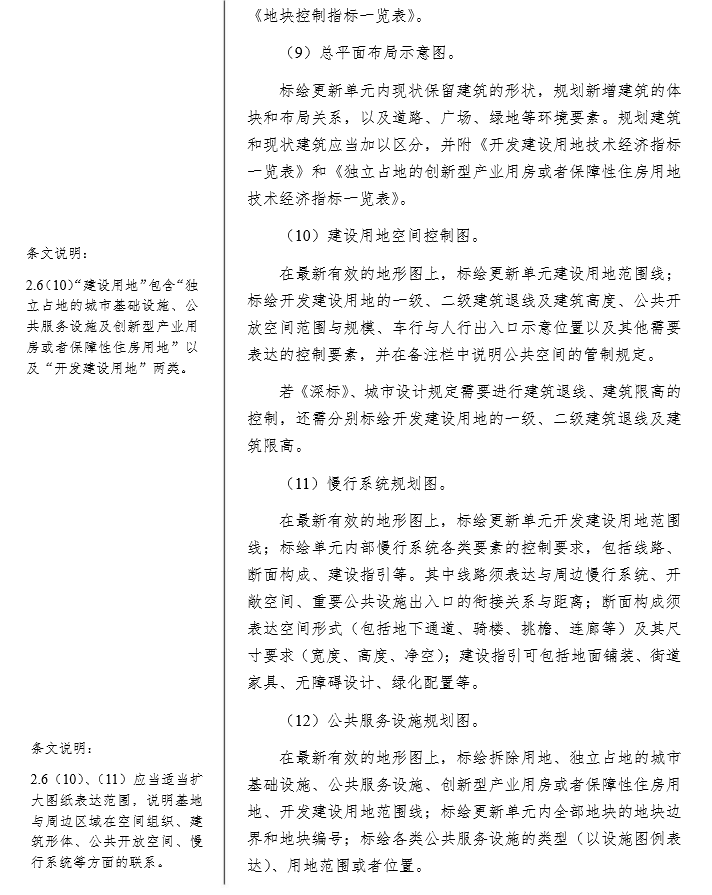 《地块控制指标一览表》。
（9）总平面布局示意图。
标绘更新单元内现状保留建筑的形状，规划新增建筑的体
块和布局关系，以及道路、广场、绿地等环境要素。规划建筑
和现状建筑应当加以区分，并附《开发建设用地技术经济指标
一览表》和《独立占地的创新型产业用房或者保障性住房用地
技术经济指标一览表》。
（10）建设用地空间控制图。
条文说明：
2.6（10）“建设用地”包含“独
立占地的城市基础设施、公
共服务设施及创新型产业用
房或者保障性住房用地”以
及“开发建设用地”两类。
在最新有效的地形图上，标绘更新单元建设用地范围线；
标绘开发建设用地的一级、二级建筑退线及建筑高度、公共开
放空间范围与规模、车行与人行出入口示意位置以及其他需要
表达的控制要素，并在备注栏中说明公共空间的管制规定。
若《深标》、城市设计规定需要进行建筑退线、建筑限高的
控制，还需分别标绘开发建设用地的一级、二级建筑退线及建
筑限高。
（11）慢行系统规划图。
在最新有效的地形图上，标绘更新单元开发建设用地范围
线；标绘单元内部慢行系统各类要素的控制要求，包括线路、
断面构成、建设指引等。其中线路须表达与周边慢行系统、开
敞空间、重要公共设施出入口的衔接关系与距离；断面构成须
表达空间形式（包括地下通道、骑楼、挑檐、连廊等）及其尺
寸要求（宽度、高度、净空）；建设指引可包括地面铺装、街道
家具、无障碍设计、绿化配置等。
（12）公共服务设施规划图。
条文说明：
2.6（10）、（11）应当适当扩
大图纸表达范围，说明基地
与周边区域在空间组织、建
筑形体、公共开放空间、慢
行系统等方面的联系。
在最新有效的地形图上，标绘拆除用地、独立占地的城市
基础设施、公共服务设施、创新型产业用房或者保障性住房用
地、开发建设用地范围线；标绘更新单元内全部地块的地块边
界和地块编号；标绘各类公共服务设施的类型（以设施图例表
达）、用地范围或者位置。